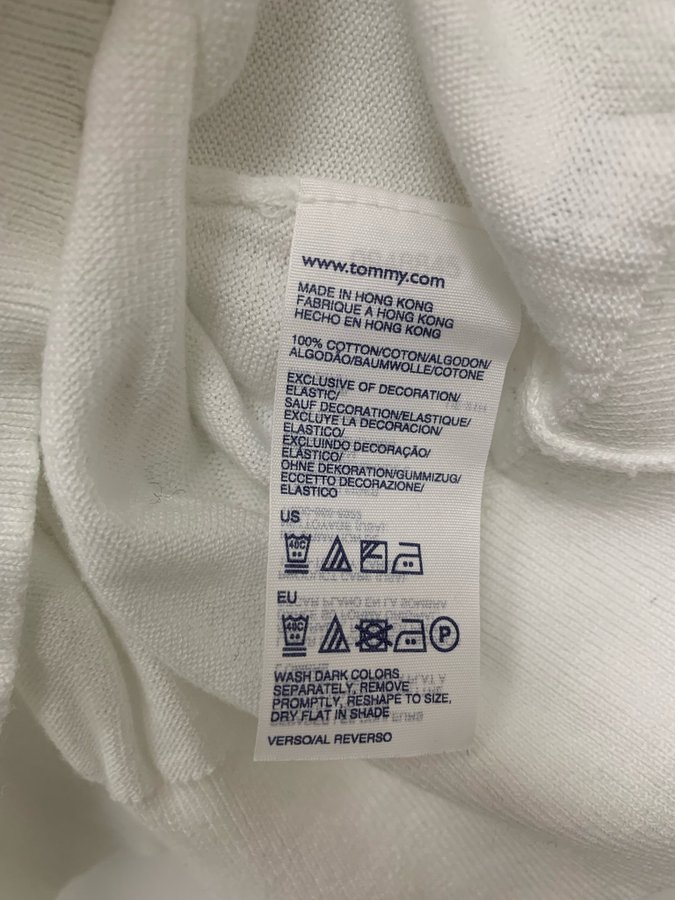 www.tommy.com
MADE IN HONG KONG
FABRIQUE A HONG KONG
HECHO EN HONG KONG
100% COTTON/COTON/ALGODON/
ALGODÃO/BAUMWOLLE/COTONE
EXCLUSIVE OF DECORATION/
ELASTIC/
SAUF DECORATION/ELASTIQUE/
EXCLUYE LA DECORACION/
ELASTICO/
EXCLUINDO DECORAÇÃO/
ELÁSTICO/
OHNE DEKORATION/GUMMIZUG/
ECCETTO DECORAZIONE/
ELASTICO
US
40C
EU
40C
P
WASH DARK COLORS
SEPARATELY, REMOVE
PROMPTLY, RESHAPE TO SIZE,
DRY FLAT IN SHADE
VERSO/AL REVERSO